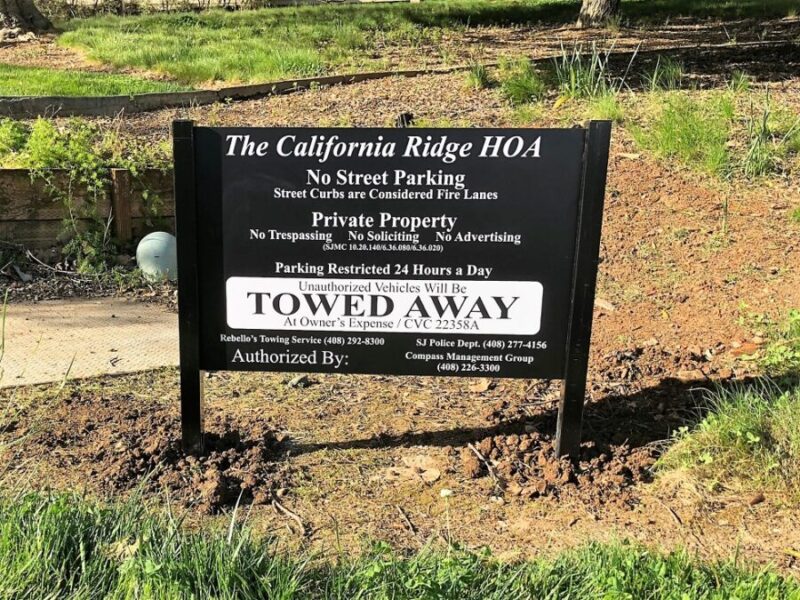 The California Ridge HOA
No Street Parking
Street Curbs are Considered Fire Lanes
Private Property
No Trespassing No Soliciting No Advertising
(SJMC 10.20.140/6.36.080/6.36.020)
Parking Restricted 24 Hours a Day
Unauthorized Vehicles Will Be
TOWED AWAY
At Owner's Expense / CVC 22358A
Rebello's Towing Service (408) 292-8300 SJ Police Dept. (408) 277-4156
Authorized By: Compass Management Group
(408) 226-3300